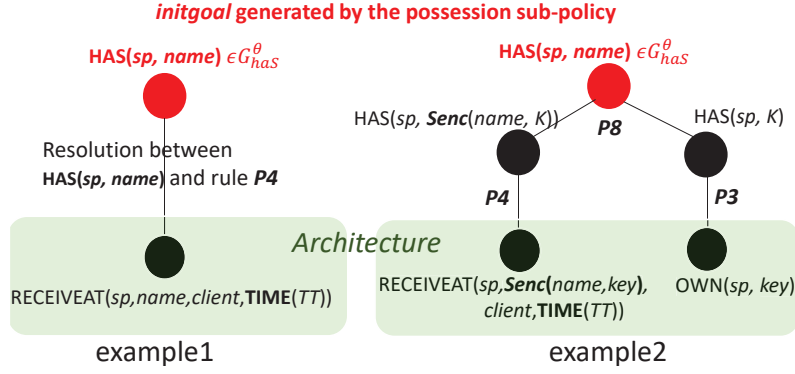 initgoal generated by the possession sub-policy
HAS(sp, name) ϵG^θ_haS
Resolution between
HAS(sp, name) and rule P4
Architecture
RECEIVEAT(sp,name,client,TIME(TT))
example1
HAS(sp, name) ϵG^θ_haS
HAS(sp, Senc(name, K))
P8
HAS(sp, K)
P4
P3
RECEIVEAT(sp,Senc(name,key),
client,TIME(TT))
OWN(sp, key)
example2